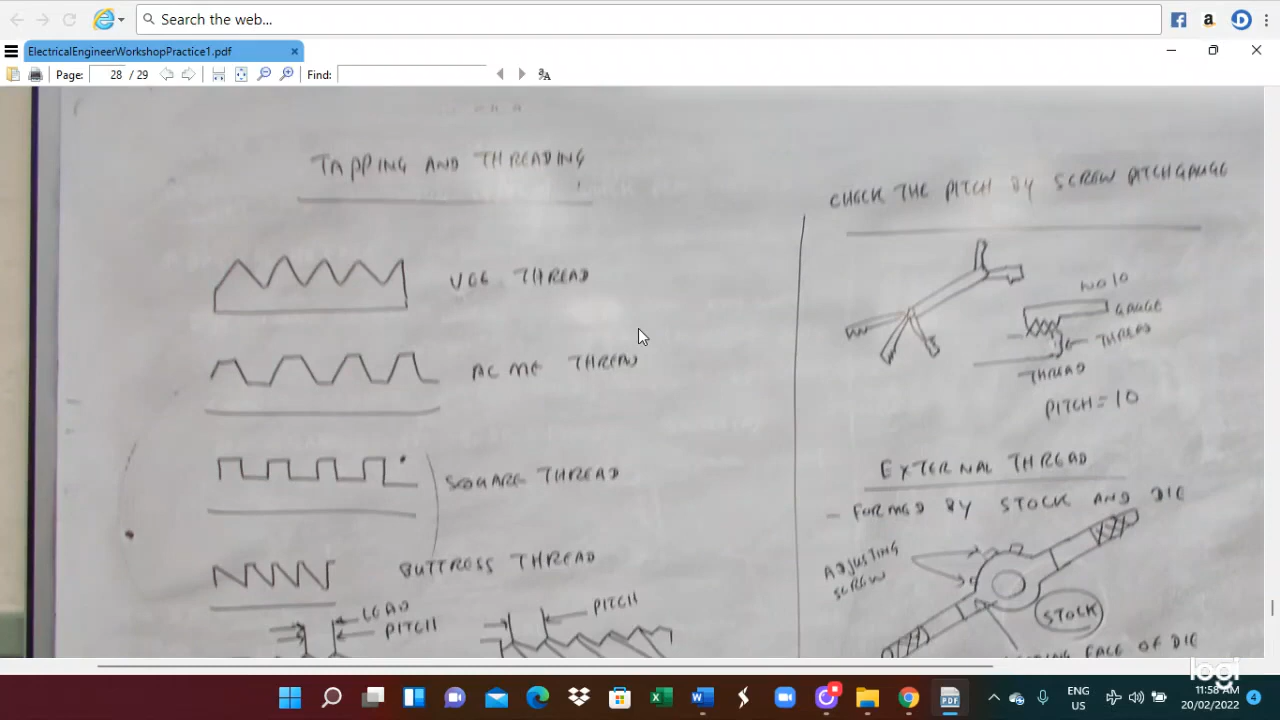 Search the web...
ElectricalEngineerWorkshopPractice1.pdf
Page: 28 / 29 Find:
TAPPING AND THREADING
VEE THREAD
ACME THREAD
SQUARE THREAD
BUTTRESS THREAD
LEAD
PITCH
PITCH
CHECK THE PITCH BY SCREW PITCH GAUGE
NO 10
GAUGE
THREAD
THREAD
PITCH = 10
EXTERNAL THREAD
- FORMED BY STOCK AND DIE
ADJUSTING
SCREW
STOCK
FACE OF DIE
logi
ENG
US
11:58 AM
20/02/2022
4